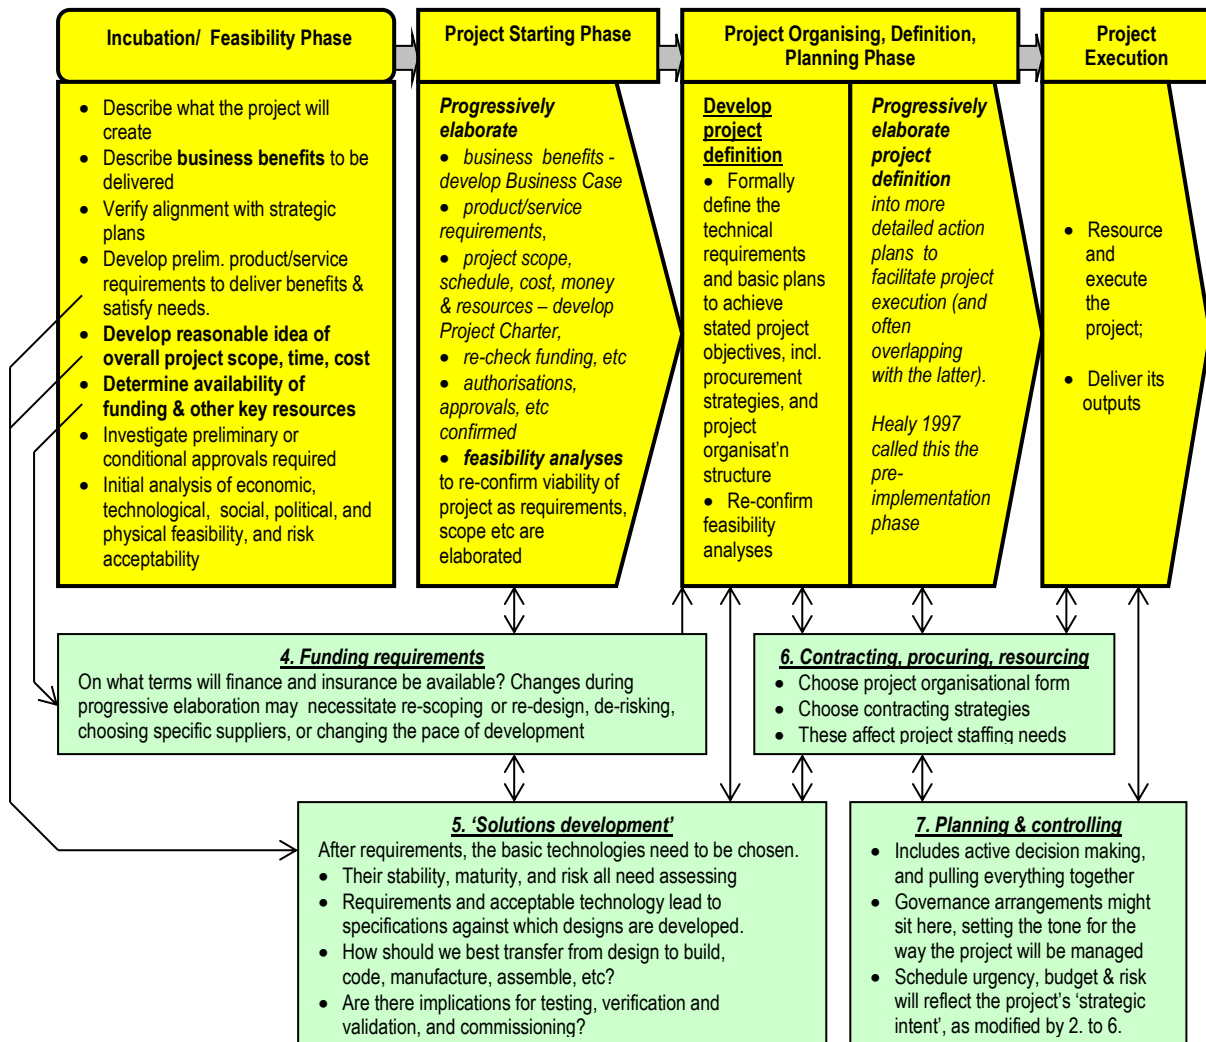 Incubation/ Feasibility Phase
Project Starting Phase
Project Organising, Definition,
Planning Phase
Project
Execution
• Describe what the project will
create
• Describe business benefits to be
delivered
• Verify alignment with strategic
plans
• Develop prelim. product/service
requirements to deliver benefits &
satisfy needs.
• Develop reasonable idea of
overall project scope, time, cost
• Determine availability of
funding & other key resources
• Investigate preliminary or
conditional approvals required
• Initial analysis of economic,
technological, social, political, and
physical feasibility, and risk
acceptability
Progressively
elaborate
• business benefits -
develop Business Case
• product/service
requirements,
• project scope,
schedule, cost, money
& resources – develop
Project Charter,
• re-check funding, etc
• authorisations,
approvals, etc
confirmed
• feasibility analyses
to re-confirm viability of
project as requirements,
scope etc are
elaborated
Develop
project
definition
• Formally
define the
technical
requirements
and basic plans
to achieve
stated project
objectives, incl.
procurement
strategies, and
project
organisat'n
structure
• Re-confirm
feasibility
analyses
Progressively
elaborate
project
definition
into more
detailed action
plans to
facilitate project
execution (and
often
overlapping
with the latter).
Healy 1997
called this the
pre-
implementation
phase
• Resource
and
execute
the
project;
• Deliver its
outputs
4. Funding requirements
On what terms will finance and insurance be available? Changes during
progressive elaboration may necessitate re-scoping or re-design, de-risking,
choosing specific suppliers, or changing the pace of development
6. Contracting, procuring, resourcing
• Choose project organisational form
• Choose contracting strategies
• These affect project staffing needs
5. 'Solutions development'
After requirements, the basic technologies need to be chosen.
• Their stability, maturity, and risk all need assessing
• Requirements and acceptable technology lead to
specifications against which designs are developed.
• How should we best transfer from design to build,
code, manufacture, assemble, etc?
• Are there implications for testing, verification and
validation, and commissioning?
7. Planning & controlling
• Includes active decision making,
and pulling everything together
• Governance arrangements might
sit here, setting the tone for the
way the project will be managed
• Schedule urgency, budget & risk
will reflect the project's 'strategic
intent', as modified by 2. to 6.